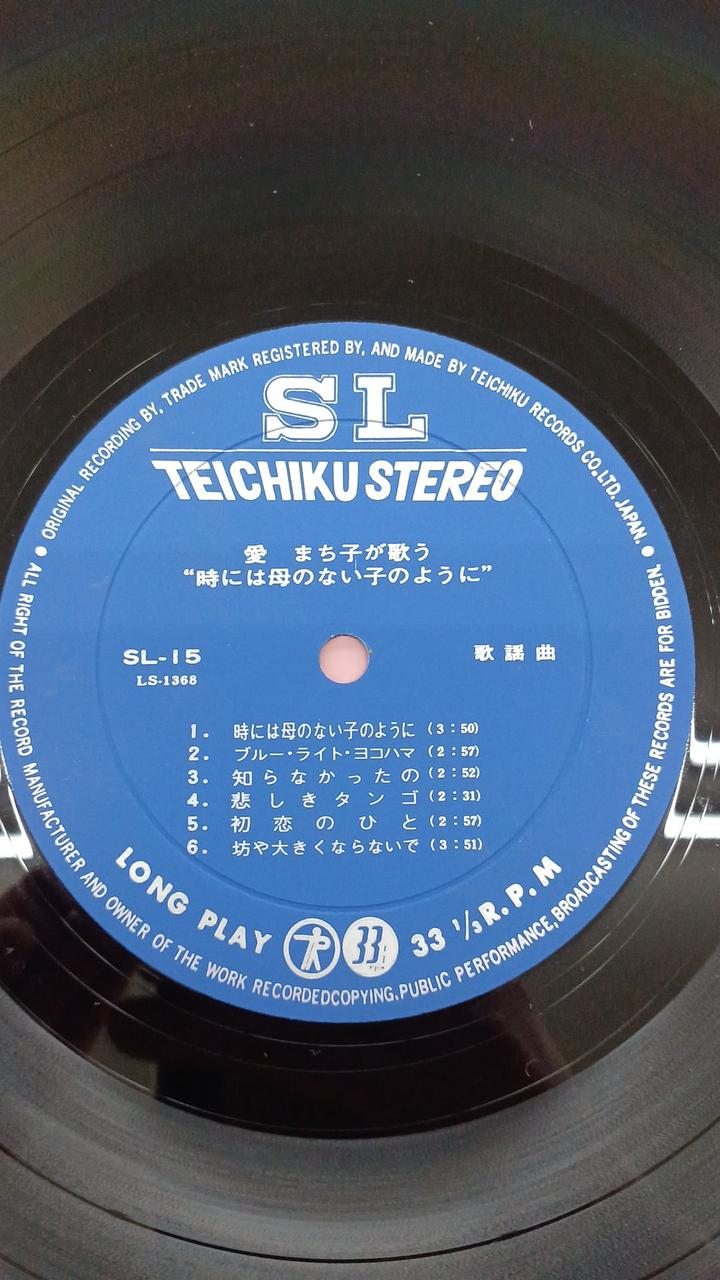 ● ORIGINAL RECORDING BY, TRADE MARK REGISTERED BY, AND MADE BY TEICHIKU RECORDS CO., LTD. JAPAN. ●
SL
TEICHIKU STEREO
愛 まち子が歌う
“時には母のない子のように”
SL-15
LS-1368
歌謡曲
1. 時には母のない子のように (3:50)
2. ブルー・ライト・ヨコハマ (2:57)
3. 知らなかったの (2:52)
4. 悲しきタンゴ (2:31)
5. 初恋のひと (2:57)
6. 坊や大きくならないで (3:51)
LONG PLAY
33
33 1/3 R.P.M
ALL RIGHT OF THE RECORD MANUFACTURER AND OWNER OF THE WORK RECORDEDCOPYING, PUBLIC PERFORMANCE, BROADCASTING OF THESE RECORDS ARE FOR BIDDEN.